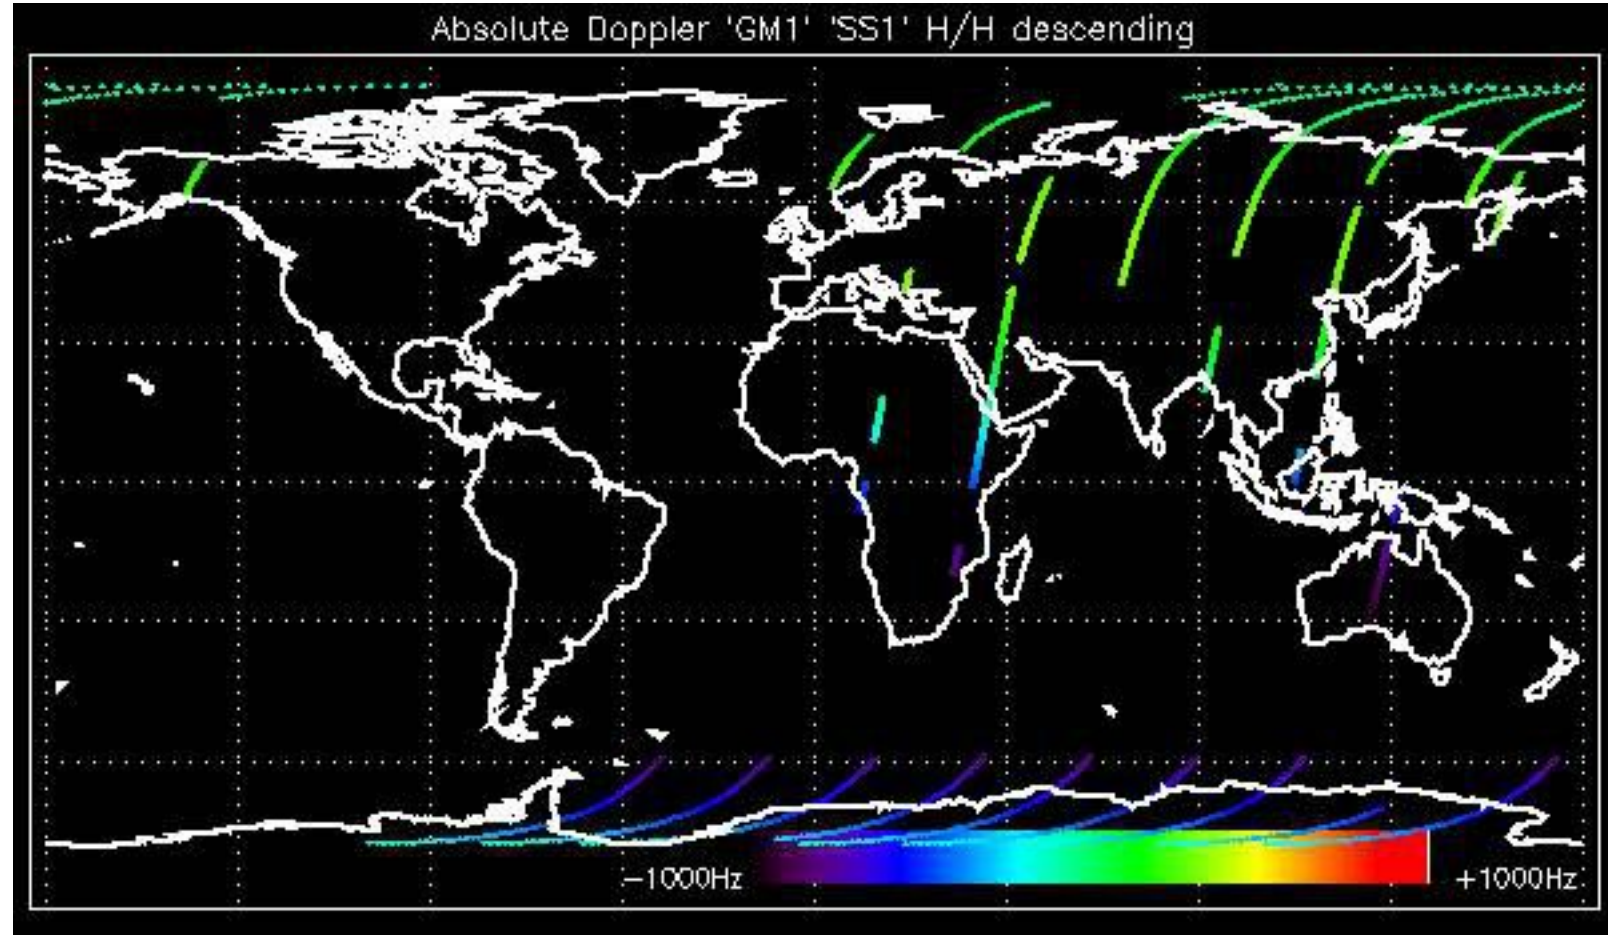 Absolute Doppler 'GM1' 'SS1' H/H descending
−1000Hz
+1000Hz